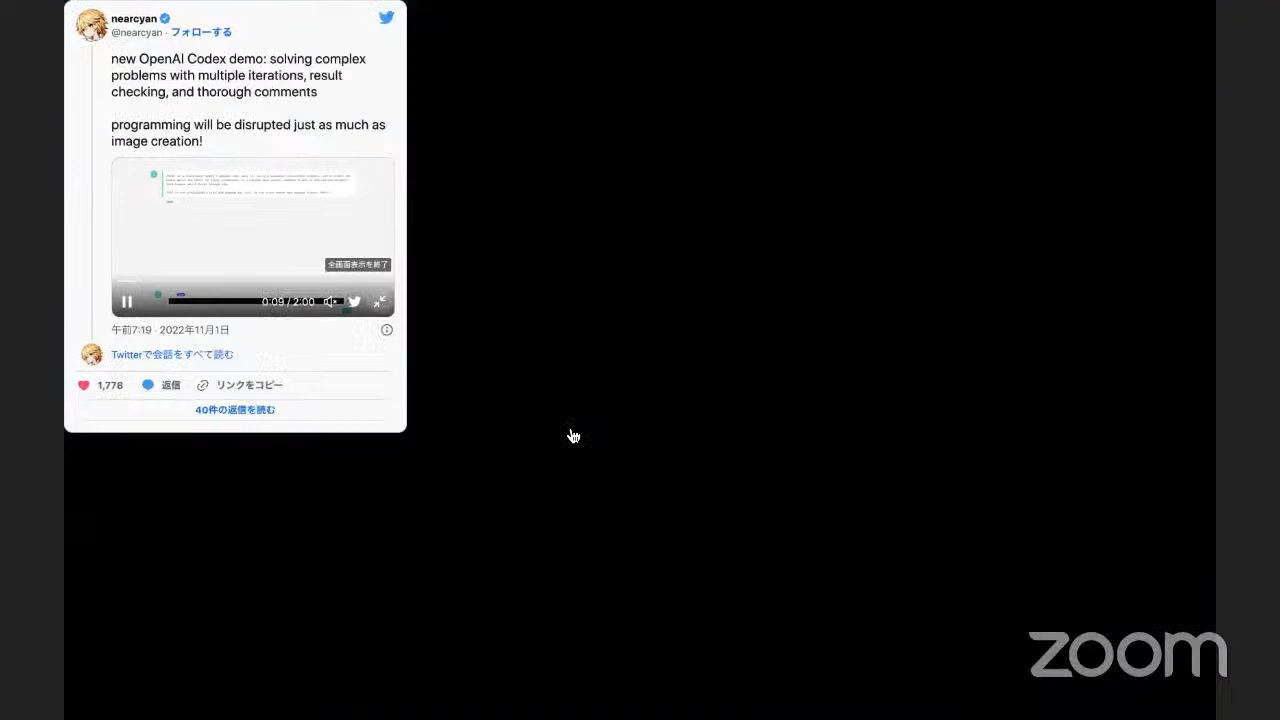 nearcyan
@nearcyan · フォローする
new OpenAI Codex demo: solving complex
problems with multiple iterations, result
checking, and thorough comments
programming will be disrupted just as much as
image creation!
全画面表示を終了
0:09 / 2:00
午前7:19 · 2022年11月1日
Twitterで会話をすべて読む
1,778 返信 リンクをコピー
40件の返信を読む
zoom